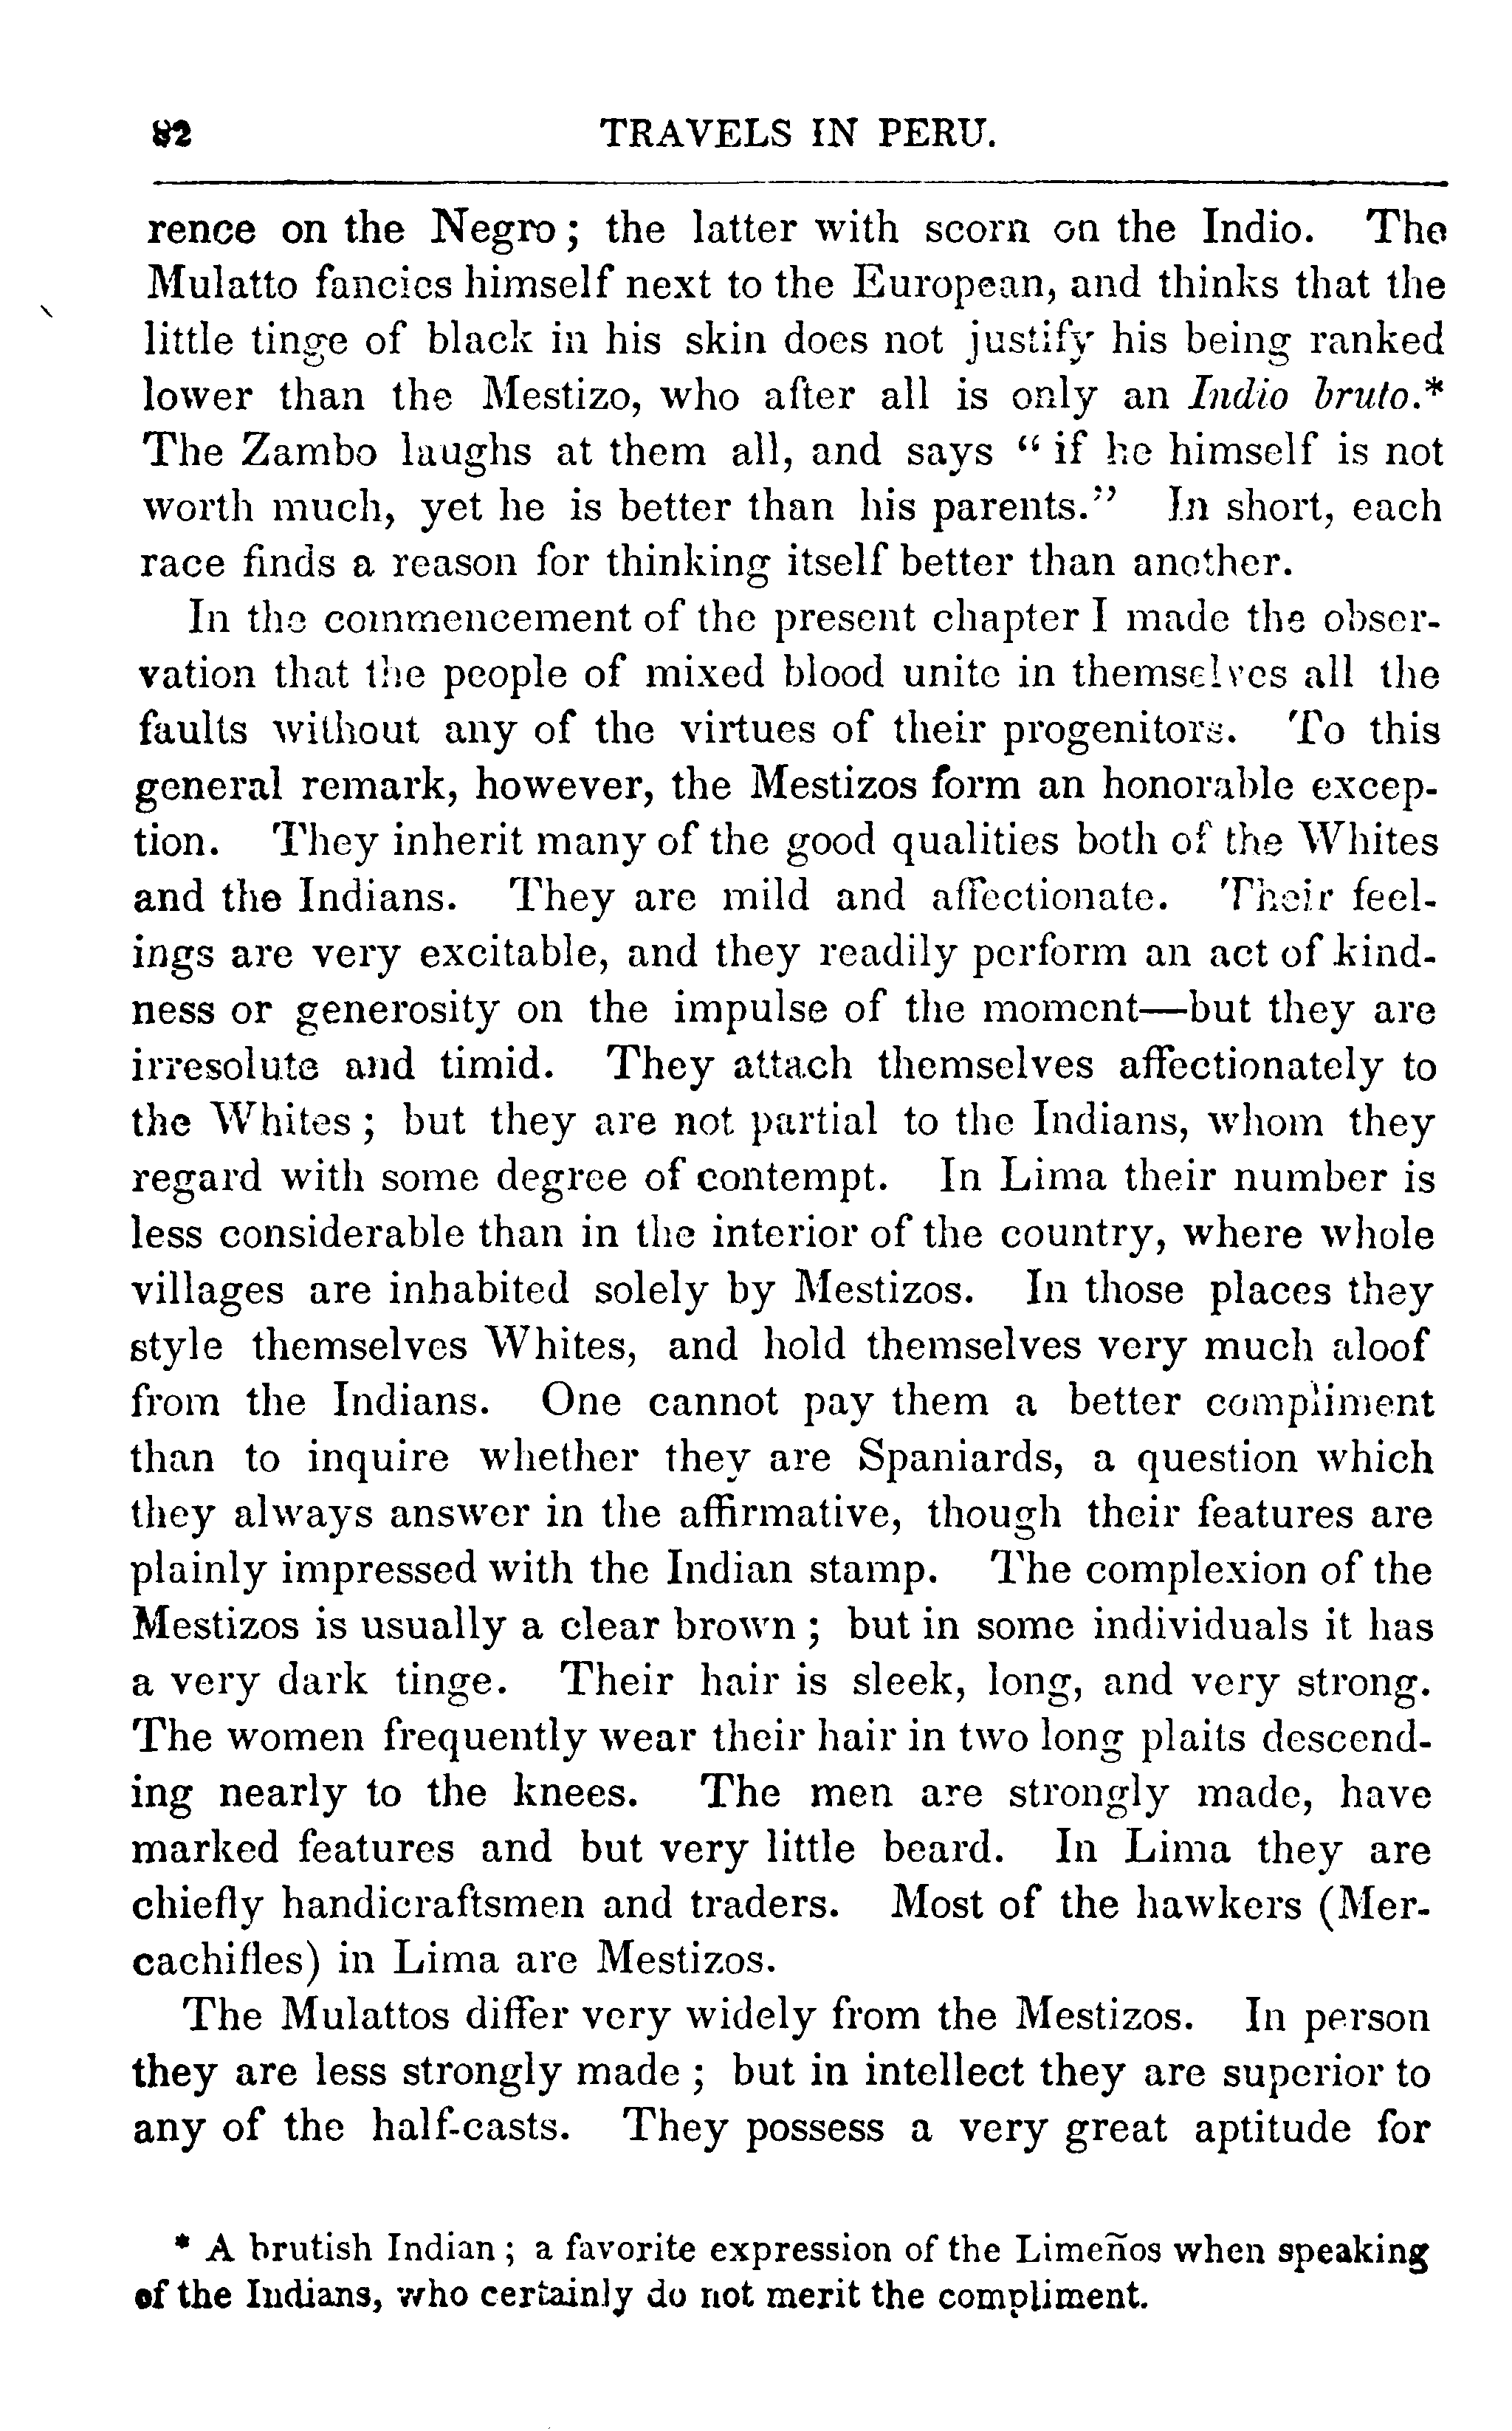 82 TRAVELS IN PERU.
rence on the Negro; the latter with scorn on the Indio. The
Mulatto fancies himself next to the European, and thinks that the
little tinge of black in his skin does not justify his being ranked
lower than the Mestizo, who after all is only an Indio bruto.*
The Zambo laughs at them all, and says "if he himself is not
worth much, yet he is better than his parents." In short, each
race finds a reason for thinking itself better than another.
In the commencement of the present chapter I made the obser-
vation that the people of mixed blood unite in themselves all the
faults without any of the virtues of their progenitors. To this
general remark, however, the Mestizos form an honorable excep-
tion. They inherit many of the good qualities both of the Whites
and the Indians. They are mild and affectionate. Their feel-
ings are very excitable, and they readily perform an act of kind-
ness or generosity on the impulse of the moment—but they are
irresolute and timid. They attach themselves affectionately to
the Whites; but they are not partial to the Indians, whom they
regard with some degree of contempt. In Lima their number is
less considerable than in the interior of the country, where whole
villages are inhabited solely by Mestizos. In those places they
style themselves Whites, and hold themselves very much aloof
from the Indians. One cannot pay them a better compliment
than to inquire whether they are Spaniards, a question which
they always answer in the affirmative, though their features are
plainly impressed with the Indian stamp. The complexion of the
Mestizos is usually a clear brown; but in some individuals it has
a very dark tinge. Their hair is sleek, long, and very strong.
The women frequently wear their hair in two long plaits descend-
ing nearly to the knees. The men are strongly made, have
marked features and but very little beard. In Lima they are
chiefly handicraftsmen and traders. Most of the hawkers (Mer-
cachifles) in Lima are Mestizos.
The Mulattos differ very widely from the Mestizos. In person
they are less strongly made; but in intellect they are superior to
any of the half-casts. They possess a very great aptitude for
* A brutish Indian; a favorite expression of the Limeños when speaking
of the Indians, who certainly do not merit the compliment.